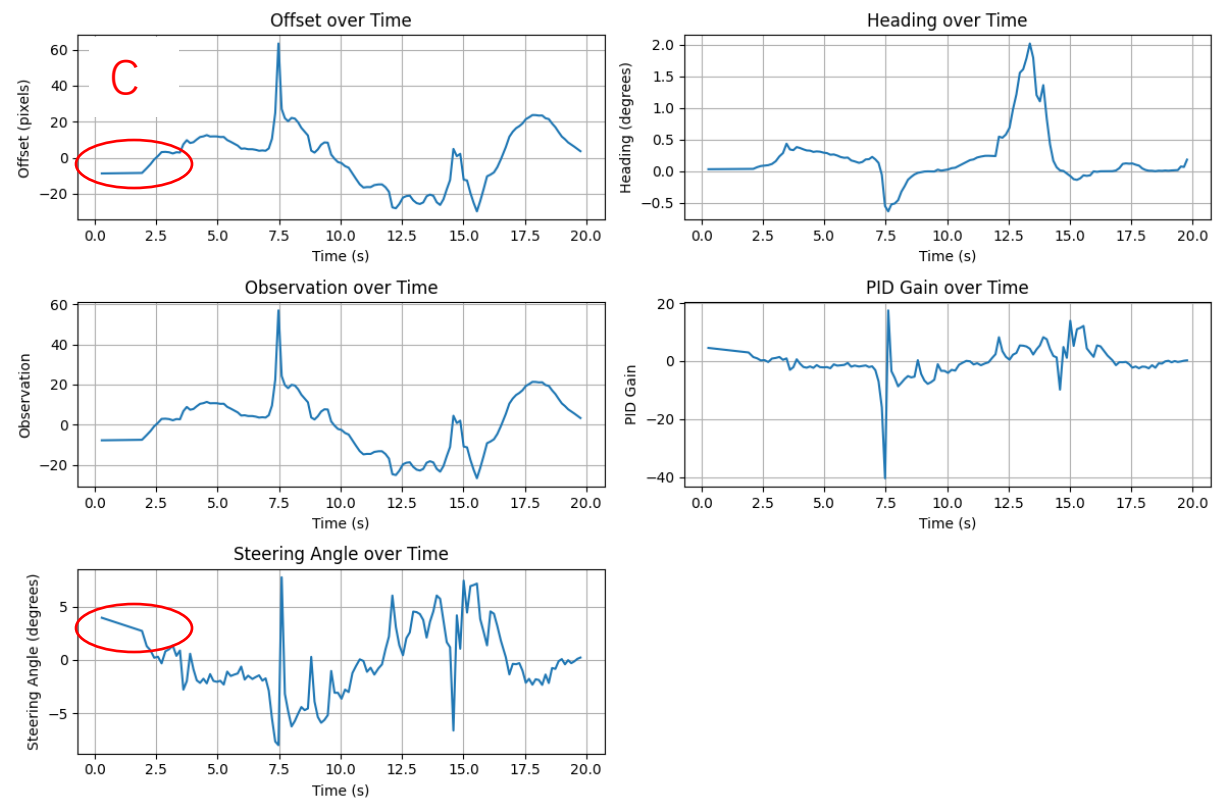 Offset over Time
60
40
20
0
−20
Offset (pixels)
C
0.0 2.5 5.0 7.5 10.0 12.5 15.0 17.5 20.0
Time (s)
Heading over Time
2.0
1.5
1.0
0.5
0.0
−0.5
Heading (degrees)
0.0 2.5 5.0 7.5 10.0 12.5 15.0 17.5 20.0
Time (s)
Observation over Time
60
40
20
0
−20
Observation
0.0 2.5 5.0 7.5 10.0 12.5 15.0 17.5 20.0
Time (s)
PID Gain over Time
20
0
−20
−40
PID Gain
0.0 2.5 5.0 7.5 10.0 12.5 15.0 17.5 20.0
Time (s)
Steering Angle over Time
5
0
−5
Steering Angle (degrees)
0.0 2.5 5.0 7.5 10.0 12.5 15.0 17.5 20.0
Time (s)